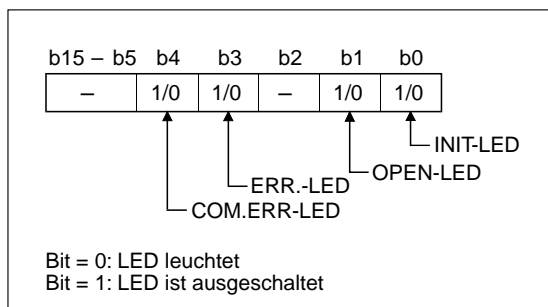 b15 – b5 b4 b3 b2 b1 b0
– 1/0 1/0 – 1/0 1/0
INIT-LED
OPEN-LED
ERR.-LED
COM.ERR-LED
Bit = 0: LED leuchtet
Bit = 1: LED ist ausgeschaltet